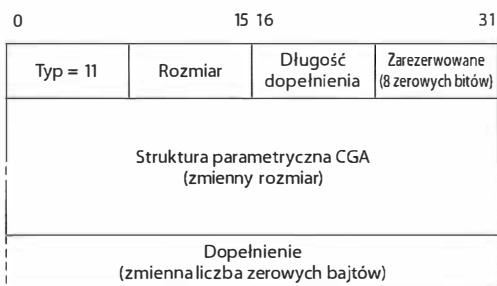 0 15 16 31
Typ = 11 Rozmiar Długość dopełnienia Zarezerwowane (8 zerowych bitów)
Struktura parametryczna CGA
(zmienny rozmiar)
Dopełnienie
(zmienna liczba zerowych bajtów)